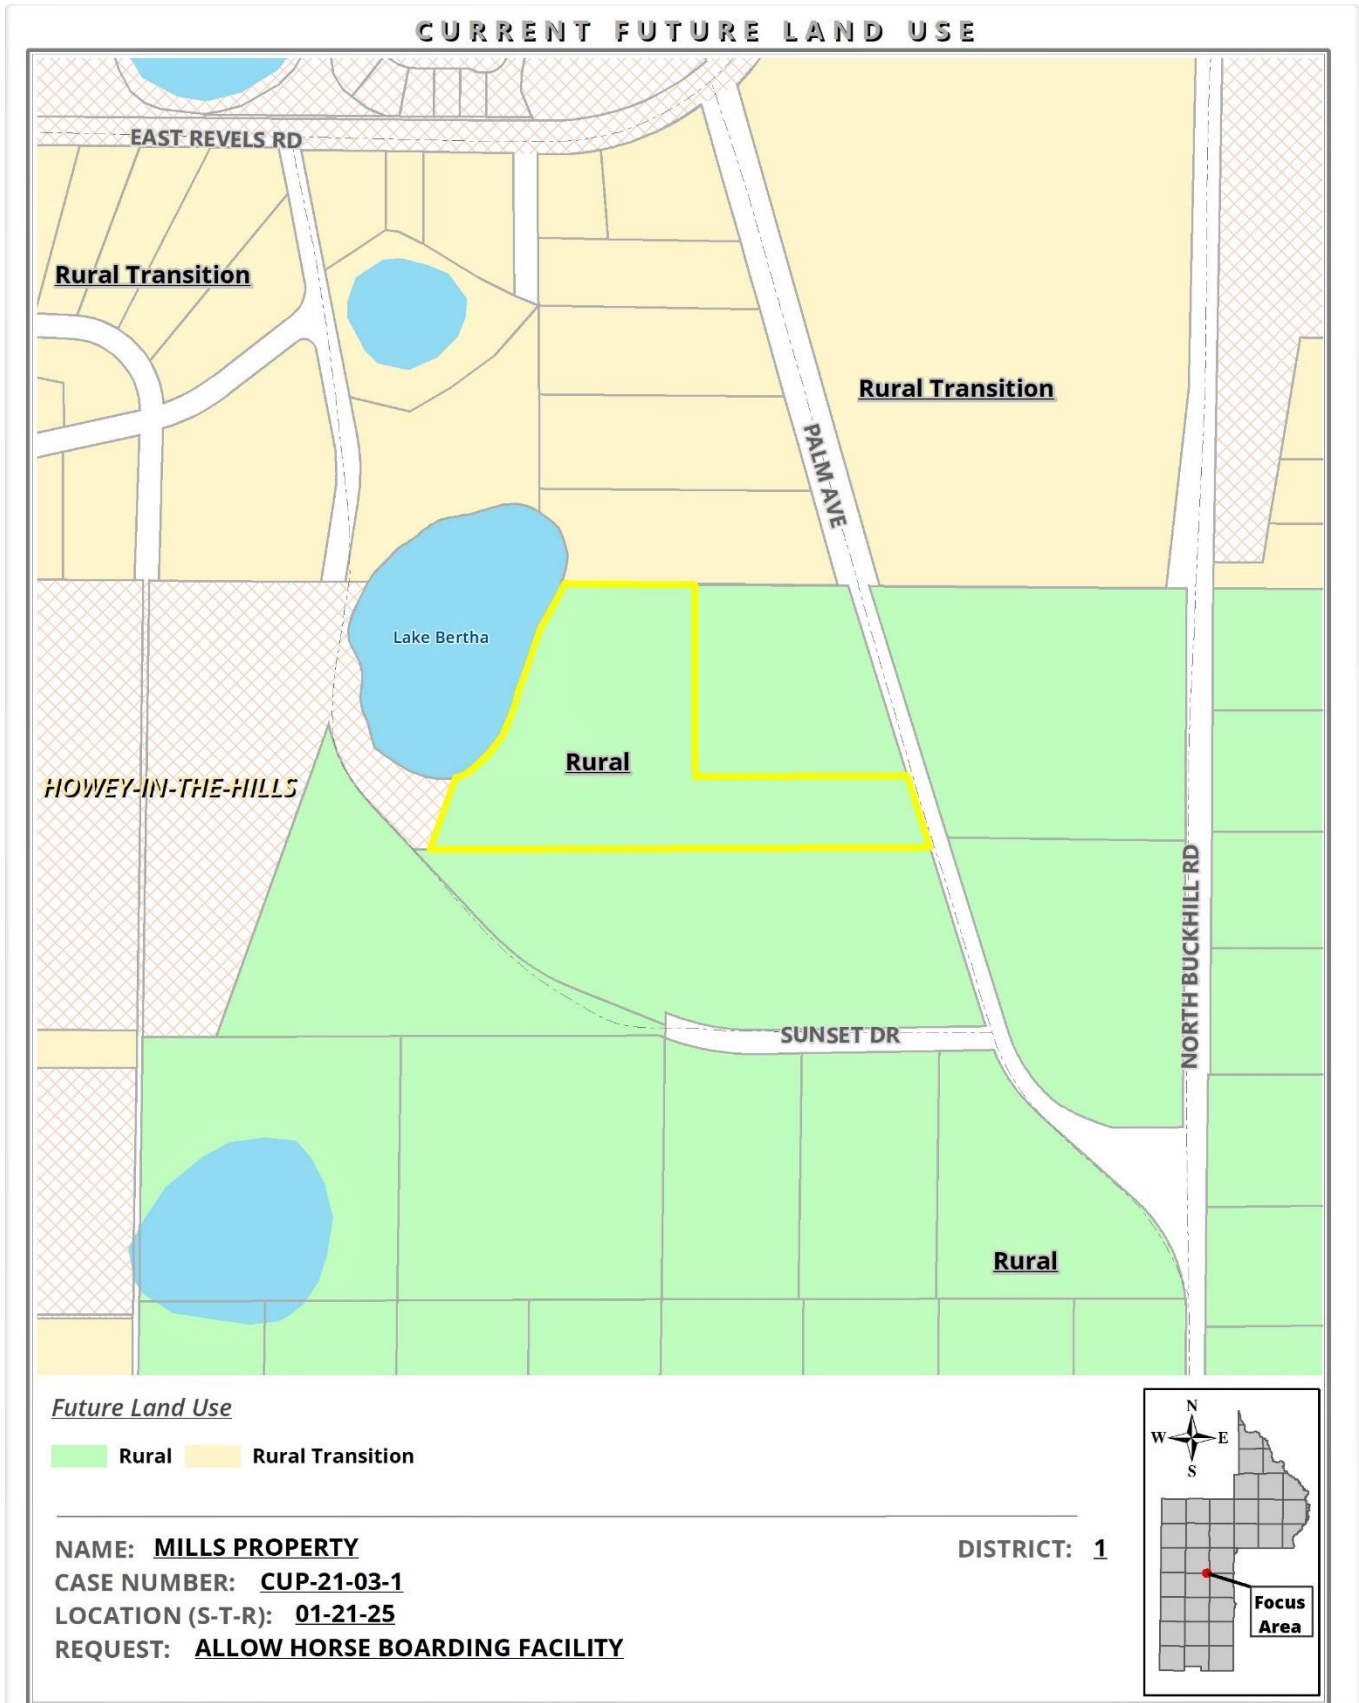 CURRENT FUTURE LAND USE
EAST REVELS RD
Rural Transition
Rural Transition
PALM AVE
Lake Bertha
Rural
HOWEY-IN-THE-HILLS
NORTH BUCKHILL RD
SUNSET DR
Rural
Future Land Use
Rural
Rural Transition
N
W E
S
Focus
Area
NAME: MILLS PROPERTY
DISTRICT: 1
CASE NUMBER: CUP-21-03-1
LOCATION (S-T-R): 01-21-25
REQUEST: ALLOW HORSE BOARDING FACILITY